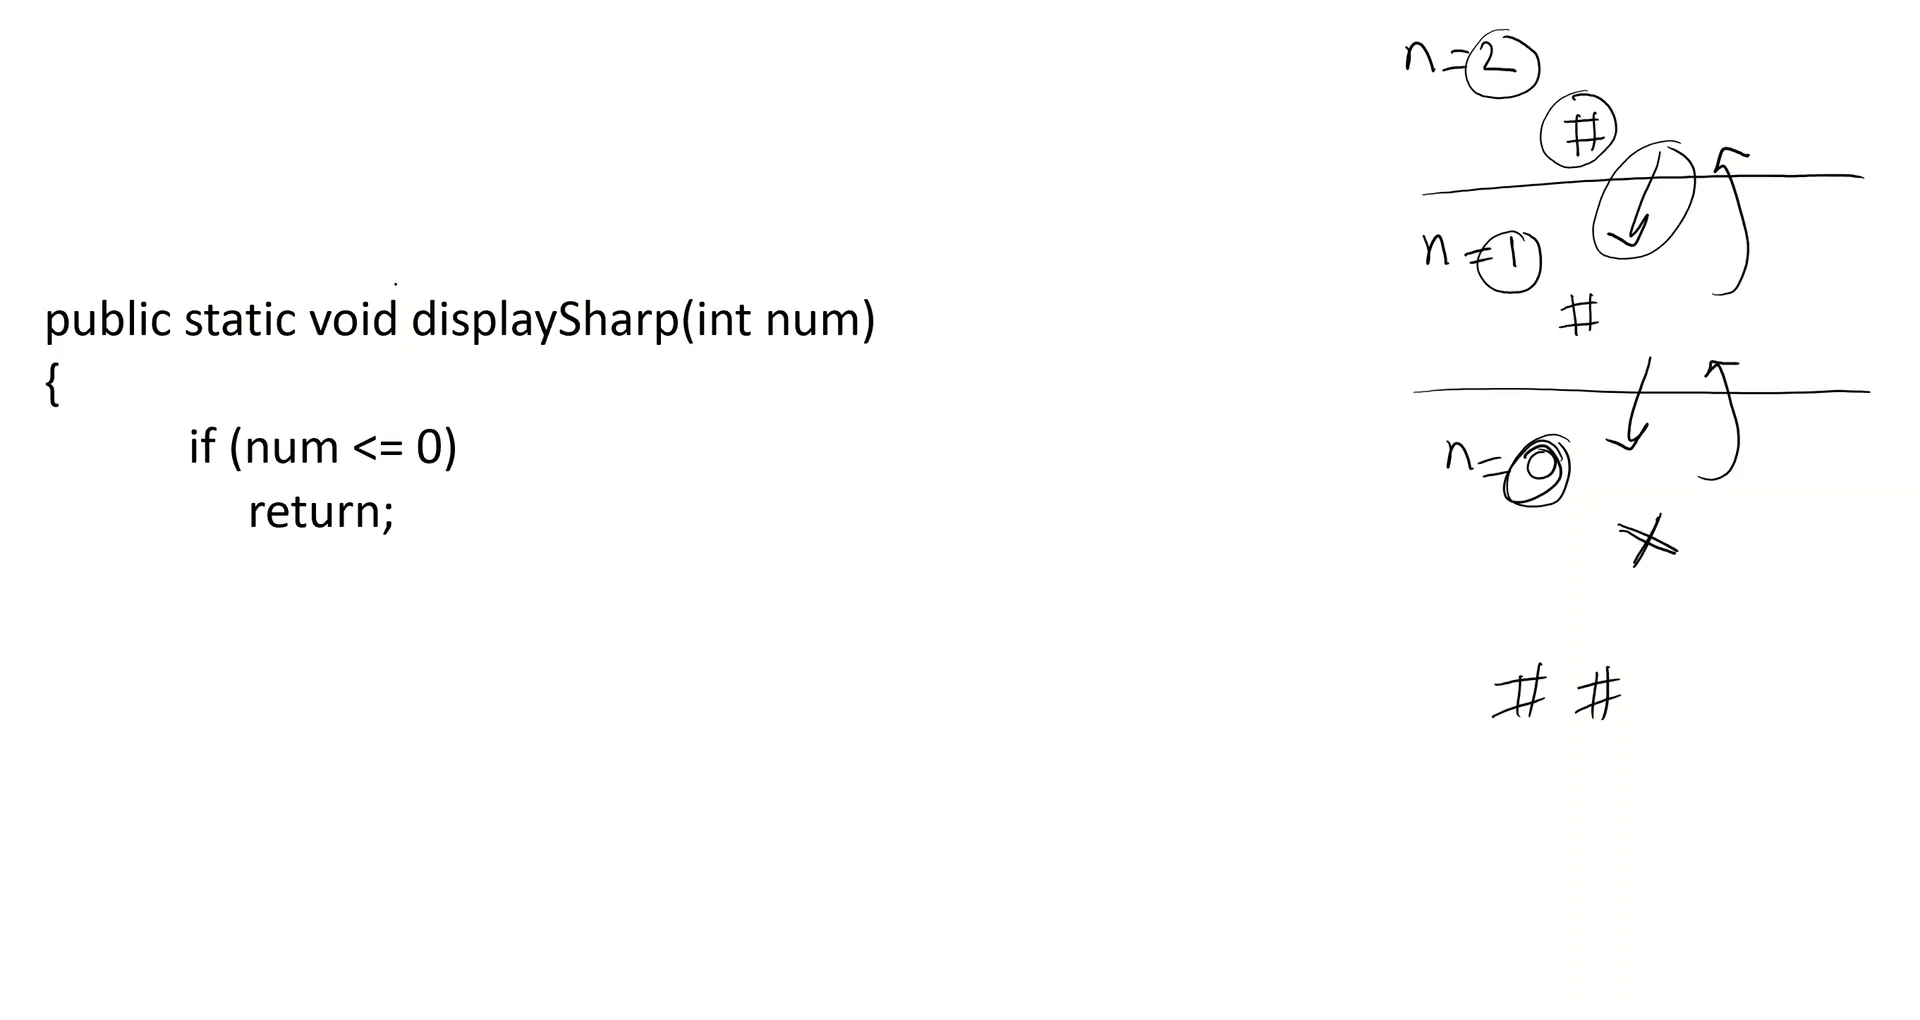 public static void displaySharp(int num)
{
if (num <= 0)
return;
n=2
#
n=1
#
n=0
# #